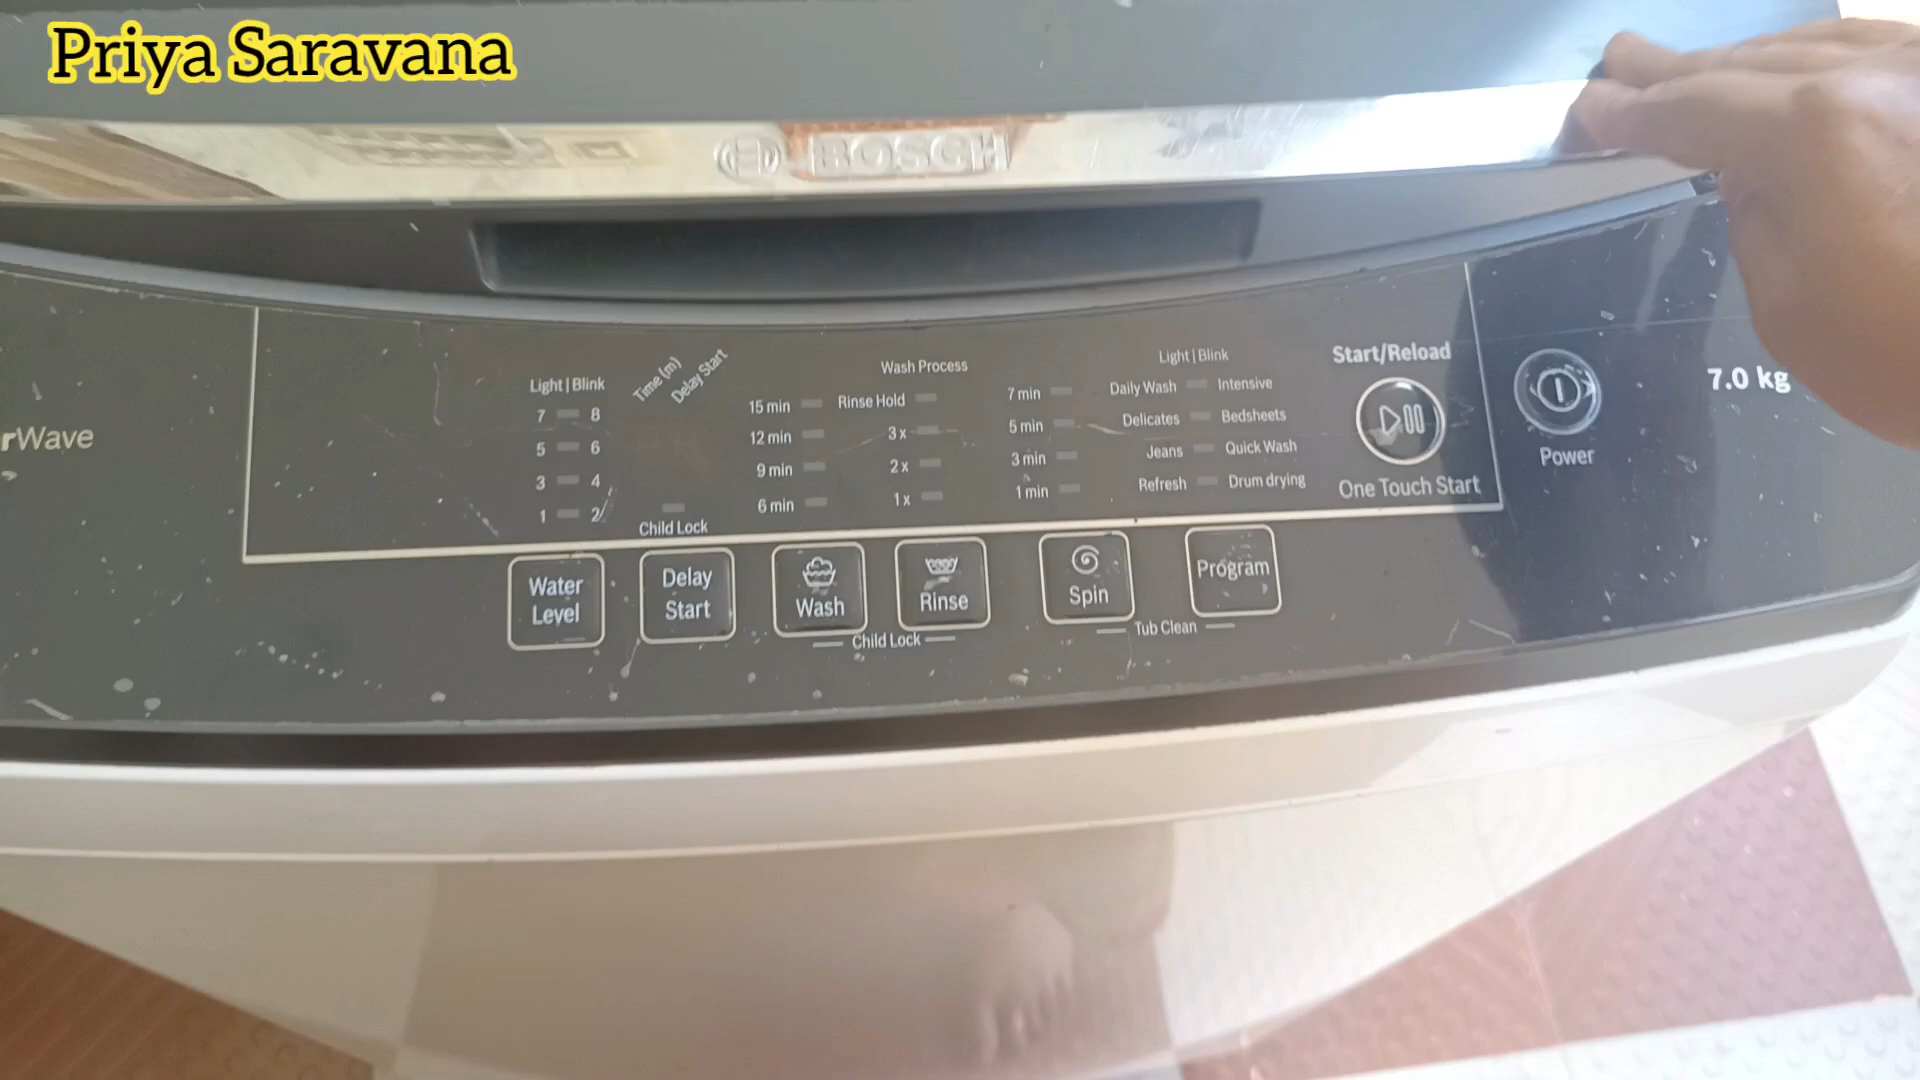 Priya Saravana
BOSCH
rWave
Light | Blink
7 8
5 6
3 4
1 2
Time (m)
Delay Start
Child Lock
Wash Process
15 min
12 min
9 min
6 min
Rinse Hold
3 x
2 x
1 x
7 min
5 min
3 min
1 min
Light | Blink
Daily Wash Intensive
Delicates Bedsheets
Jeans Quick Wash
Refresh Drum drying
Start/Reload
One Touch Start
Power
7.0 kg
Water
Level
Delay
Start
Wash
Rinse
Spin
Program
Child Lock
Tub Clean